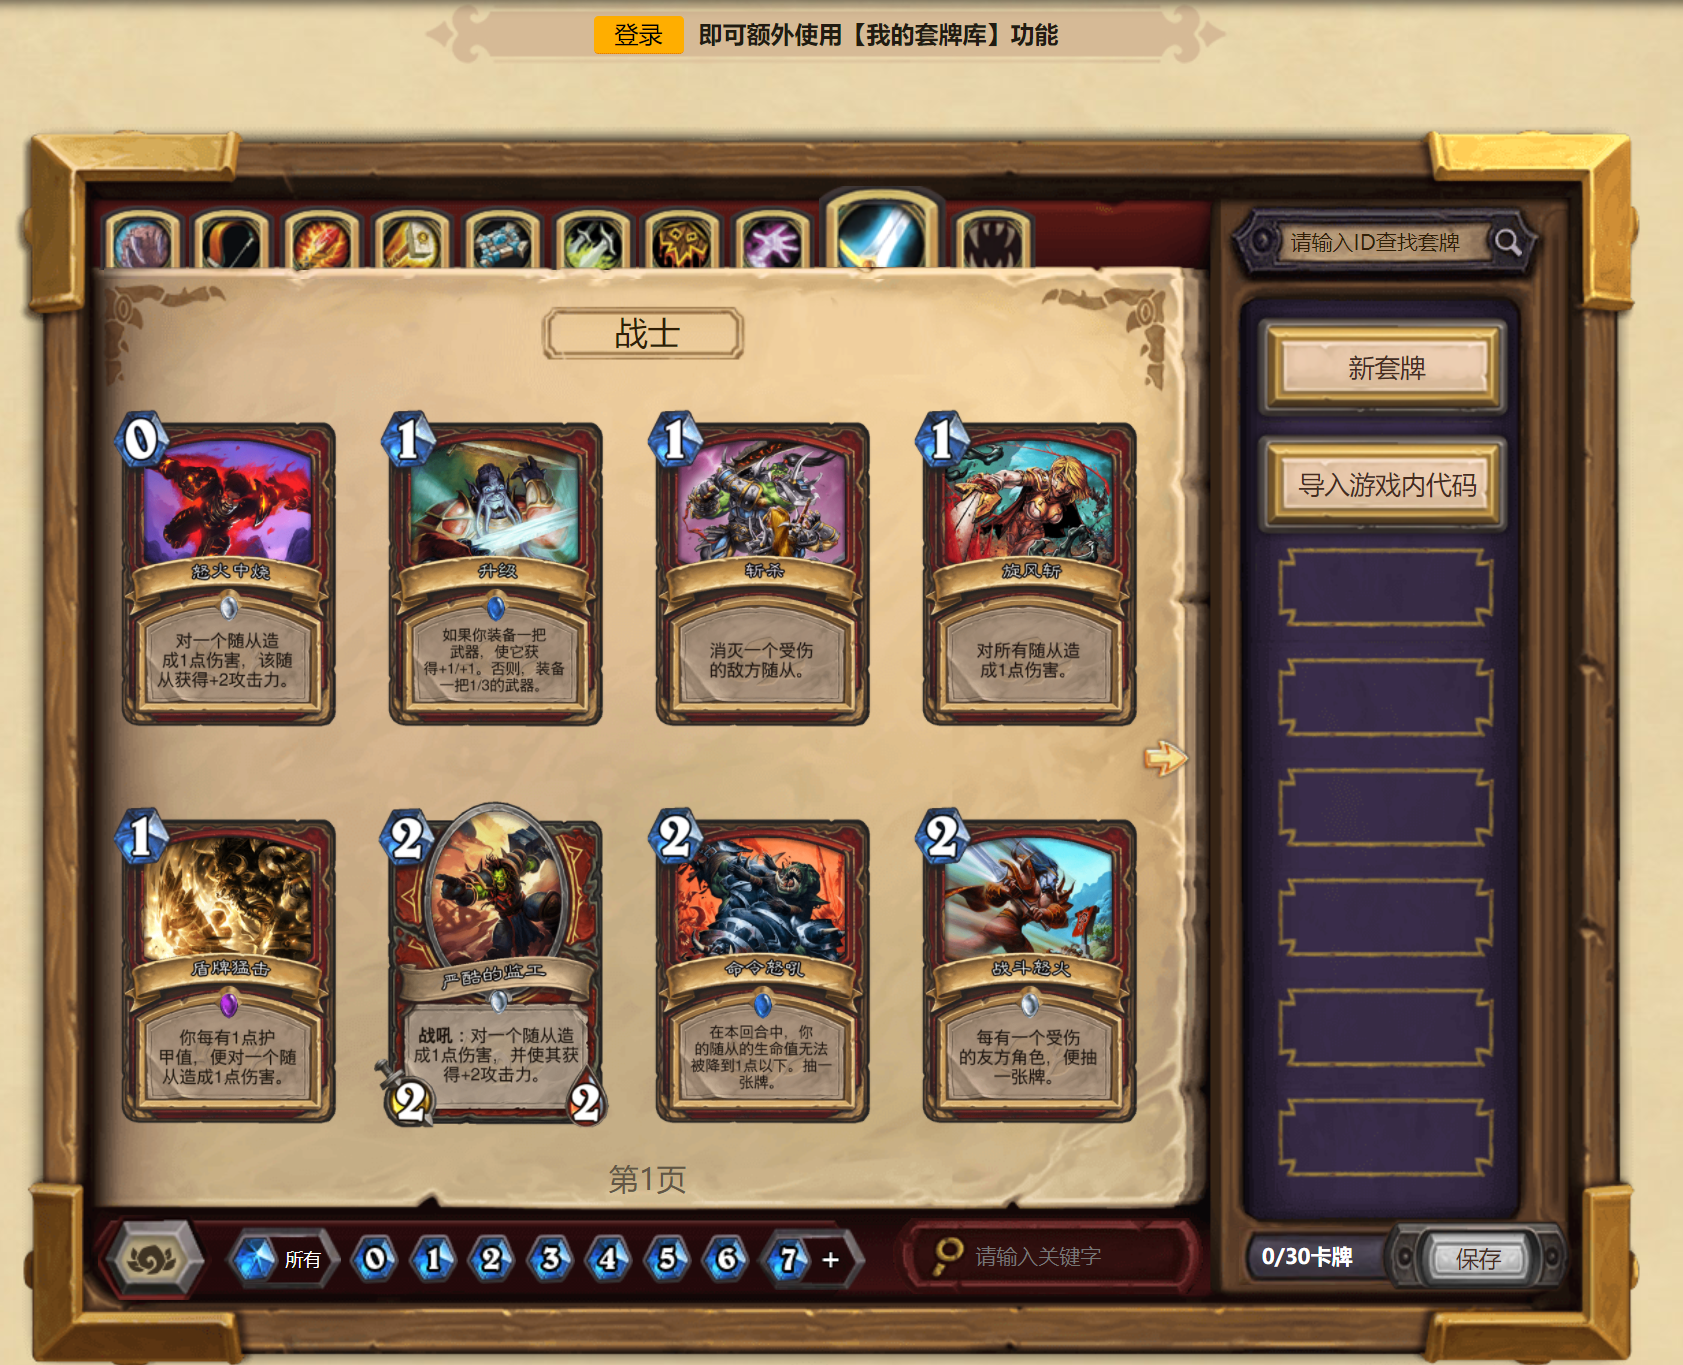 登录 即可额外使用【我的套牌库】功能
请输入ID查找套牌
战士
新套牌
导入游戏内代码
0
怒火中烧
对一个随从造
成1点伤害，该随
从获得+2攻击力。
1
升级
如果你装备一把
武器，使它获
得+1/+1。否则，装备
一把1/3的武器。
1
斩杀
消灭一个受伤
的敌方随从。
1
旋风斩
对所有随从造
成1点伤害。
1
盾牌猛击
你每有1点护
甲值，便对一个随
从造成1点伤害。
2
严酷的监工
战吼：对一个随从造
成1点伤害，并使其获
得+2攻击力。
2 2
2
命令怒吼
在本回合中，你
的随从的生命值无法
被降到1点以下。抽一
张牌。
2
战斗怒火
每有一个受伤
的友方角色，便抽
一张牌。
第1页
所有 0 1 2 3 4 5 6 7 +
请输入关键字
0/30卡牌
保存